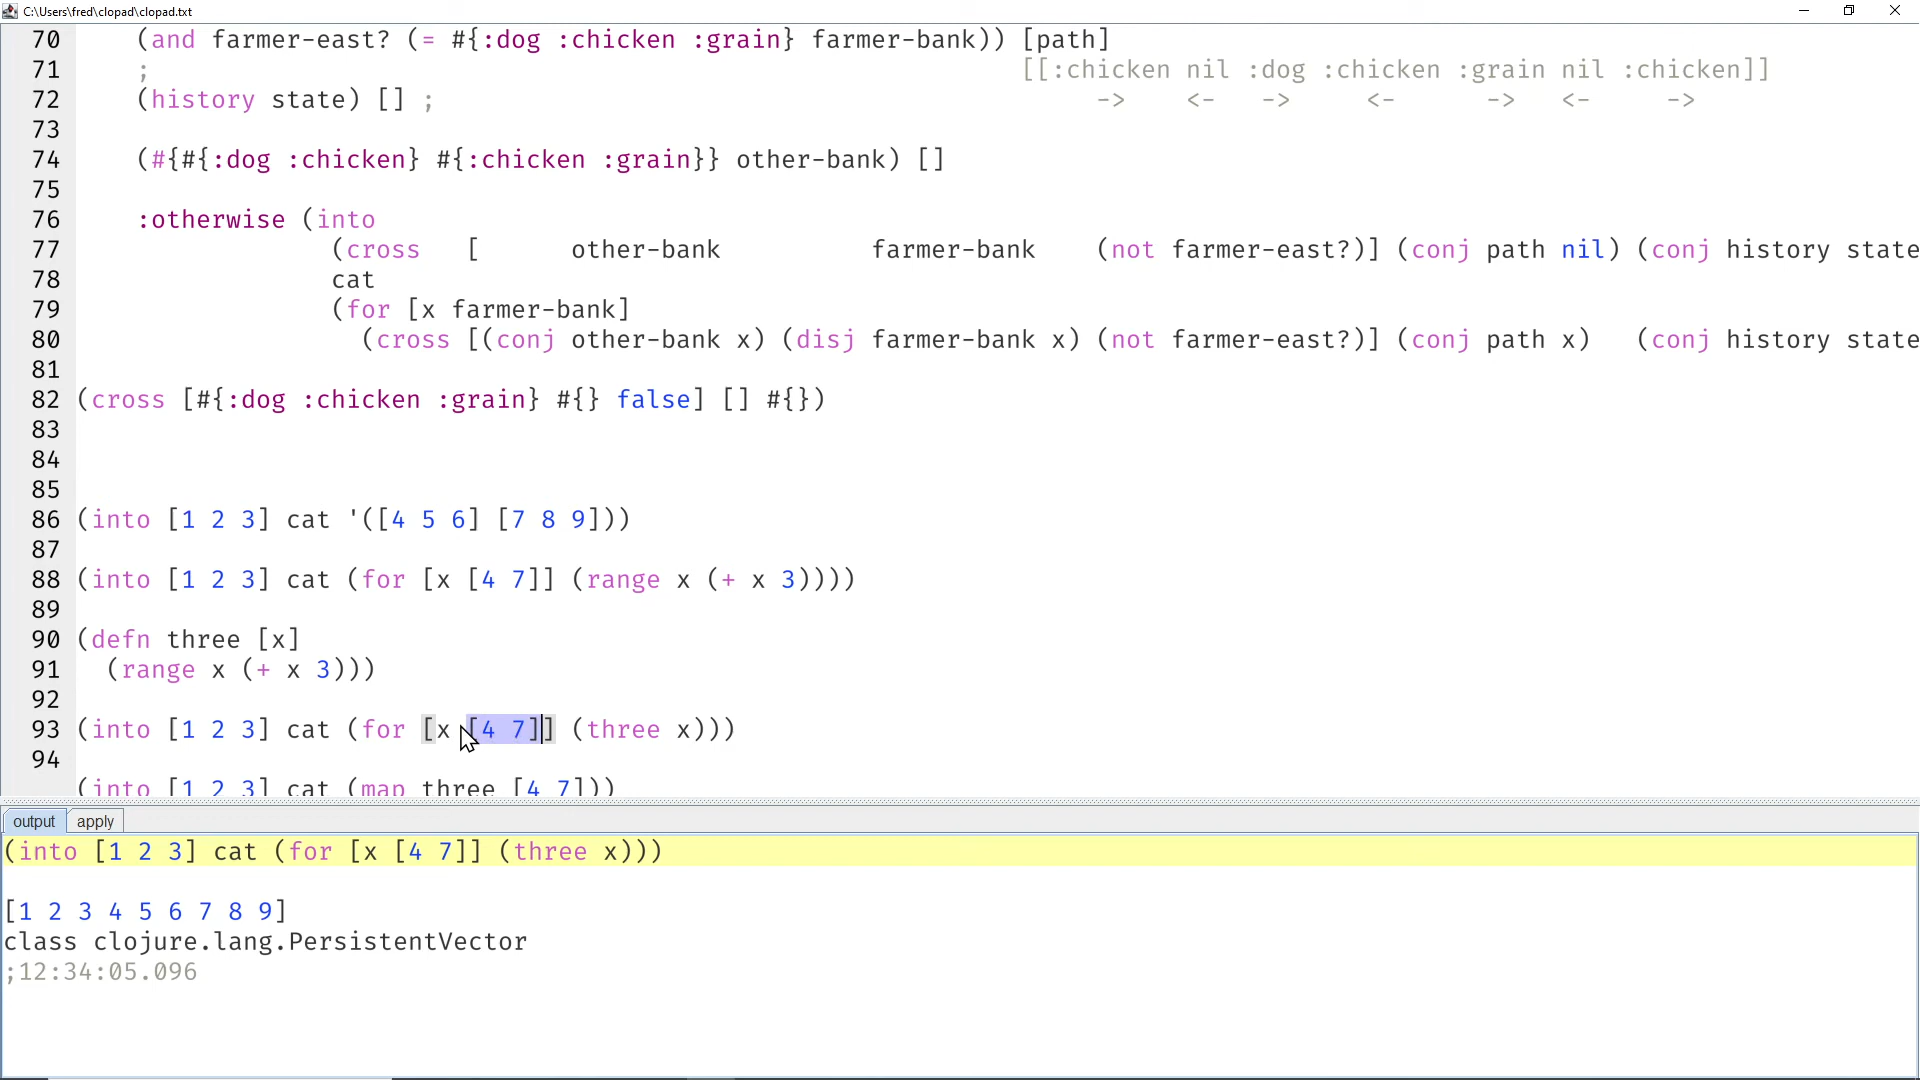 C:\Users\fred\clopad\clopad.txt
70 (and farmer-east? (= #{:dog :chicken :grain} farmer-bank)) [path]
71 ; [[:chicken nil :dog :chicken :grain nil :chicken]]
72 (history state) [] ; -> <- -> <- -> <- ->
73
74 (#{#{:dog :chicken} #{:chicken :grain}} other-bank) []
75
76 :otherwise (into
77 (cross [ other-bank farmer-bank (not farmer-east?)] (conj path nil) (conj history state
78 cat
79 (for [x farmer-bank]
80 (cross [(conj other-bank x) (disj farmer-bank x) (not farmer-east?)] (conj path x) (conj history state
81
82 (cross [#{:dog :chicken :grain} #{} false] [] #{})
83
84
85
86 (into [1 2 3] cat '([4 5 6] [7 8 9]))
87
88 (into [1 2 3] cat (for [x [4 7]] (range x (+ x 3))))
89
90 (defn three [x]
91 (range x (+ x 3)))
92
93 (into [1 2 3] cat (for [x [4 7]] (three x)))
94
(into [1 2 3] cat (map three [4 7]))
output apply
(into [1 2 3] cat (for [x [4 7]] (three x)))
[1 2 3 4 5 6 7 8 9]
class clojure.lang.PersistentVector
;12:34:05.096